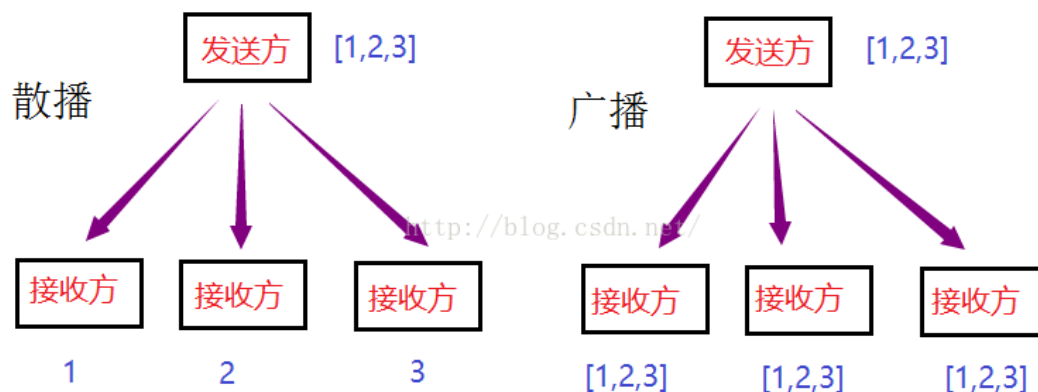 发送方 [1,2,3]
散播
接收方 接收方 接收方
1 2 3
发送方 [1,2,3]
广播
接收方 接收方 接收方
[1,2,3] [1,2,3] [1,2,3]
http://blog.csdn.net/